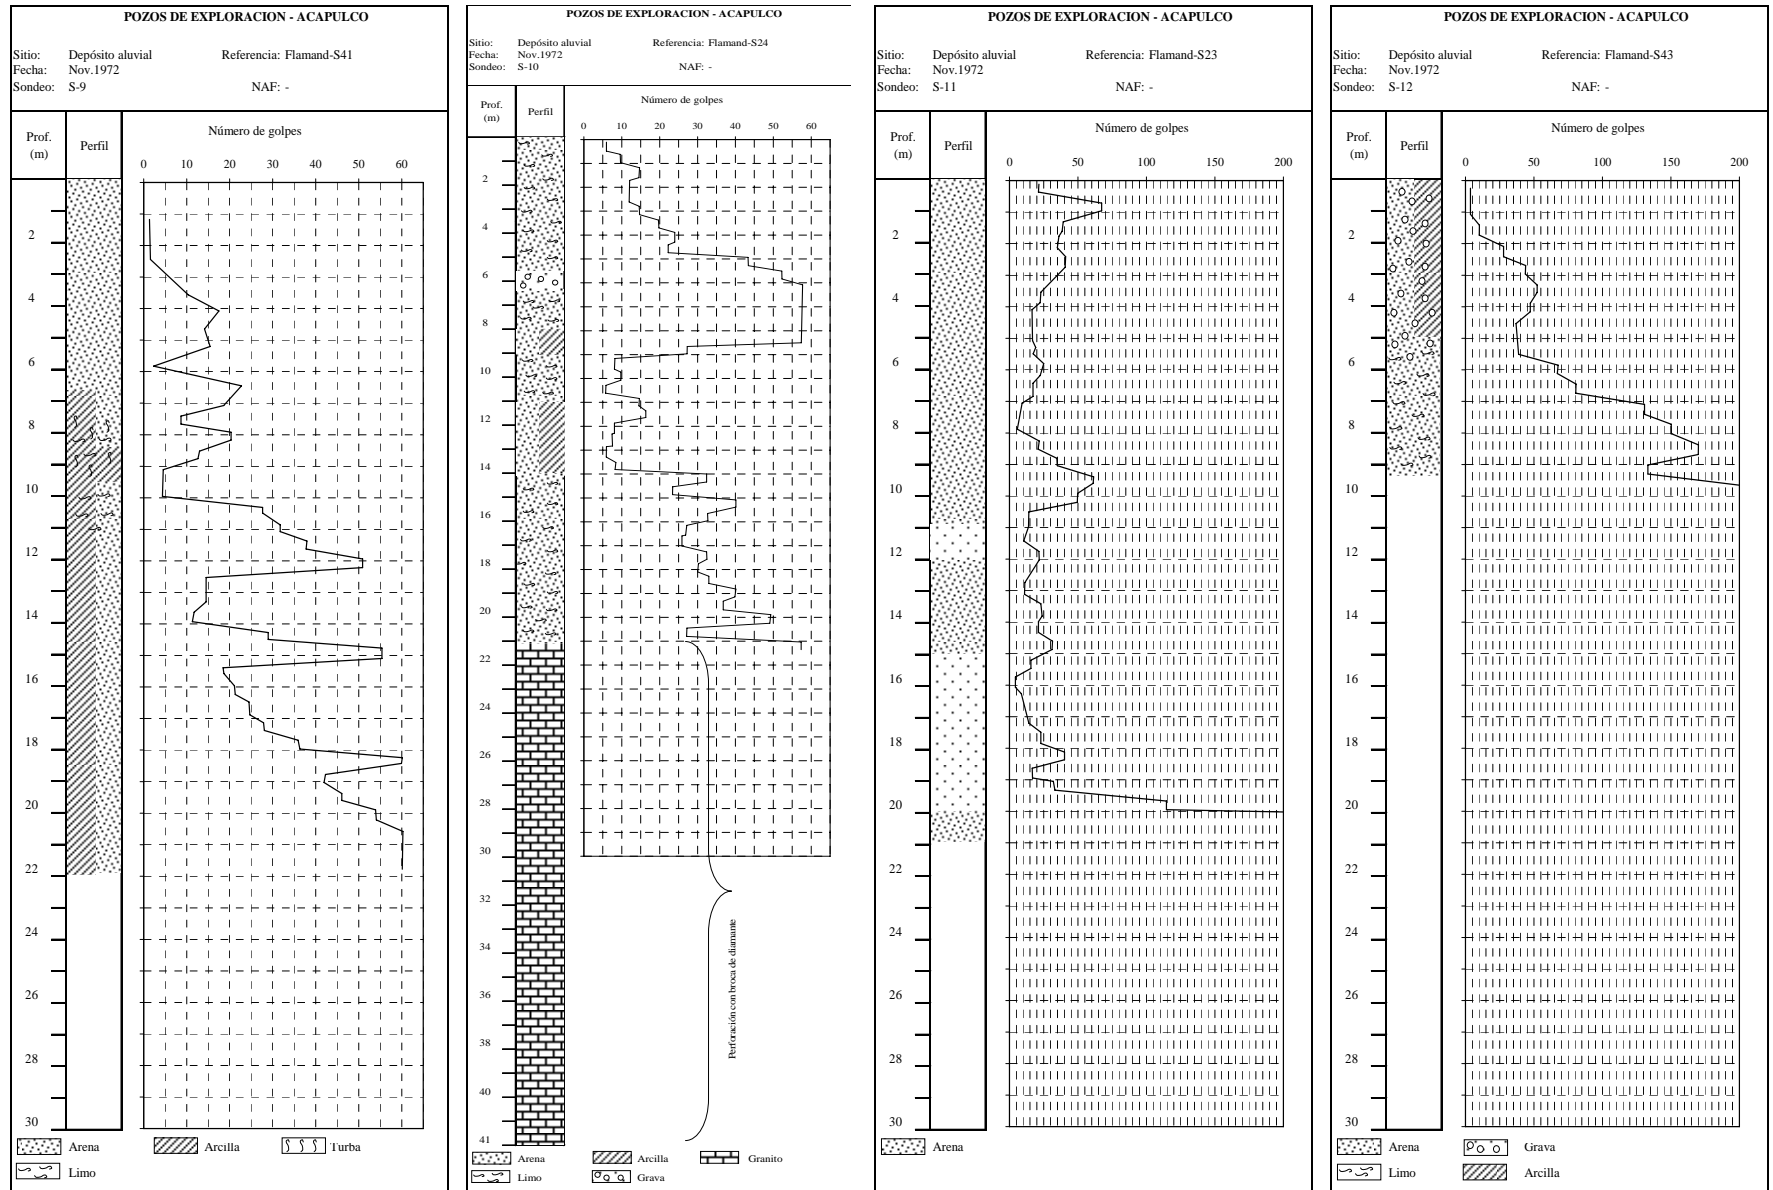 POZOS DE EXPLORACION - ACAPULCO
Sitio: Depósito aluvial Referencia: Flamand-S41
Fecha: Nov.1972
Sondeo: S-9 NAF: -
Prof. (m) Perfil Número de golpes
0 10 20 30 40 50 60
2
4
6
8
10
12
14
16
18
20
22
24
26
28
30
Arena Arcilla Turba
Limo
POZOS DE EXPLORACION - ACAPULCO
Sitio: Depósito aluvial Referencia: Flamand-S24
Fecha: Nov.1972
Sondeo: S-10 NAF: -
Prof. (m) Perfil Número de golpes
0 10 20 30 40 50 60
2
4
6
8
10
12
14
16
18
20
22
24
26
28
30
32
34
36
38
40
41
Perforación con broca de diamante
Arena Arcilla Granito
Limo Grava
POZOS DE EXPLORACION - ACAPULCO
Sitio: Depósito aluvial Referencia: Flamand-S23
Fecha: Nov.1972
Sondeo: S-11 NAF: -
Prof. (m) Perfil Número de golpes
0 50 100 150 200
2
4
6
8
10
12
14
16
18
20
22
24
26
28
30
Arena
POZOS DE EXPLORACION - ACAPULCO
Sitio: Depósito aluvial Referencia: Flamand-S43
Fecha: Nov.1972
Sondeo: S-12 NAF: -
Prof. (m) Perfil Número de golpes
0 50 100 150 200
2
4
6
8
10
12
14
16
18
20
22
24
26
28
30
Arena Grava
Limo Arcilla